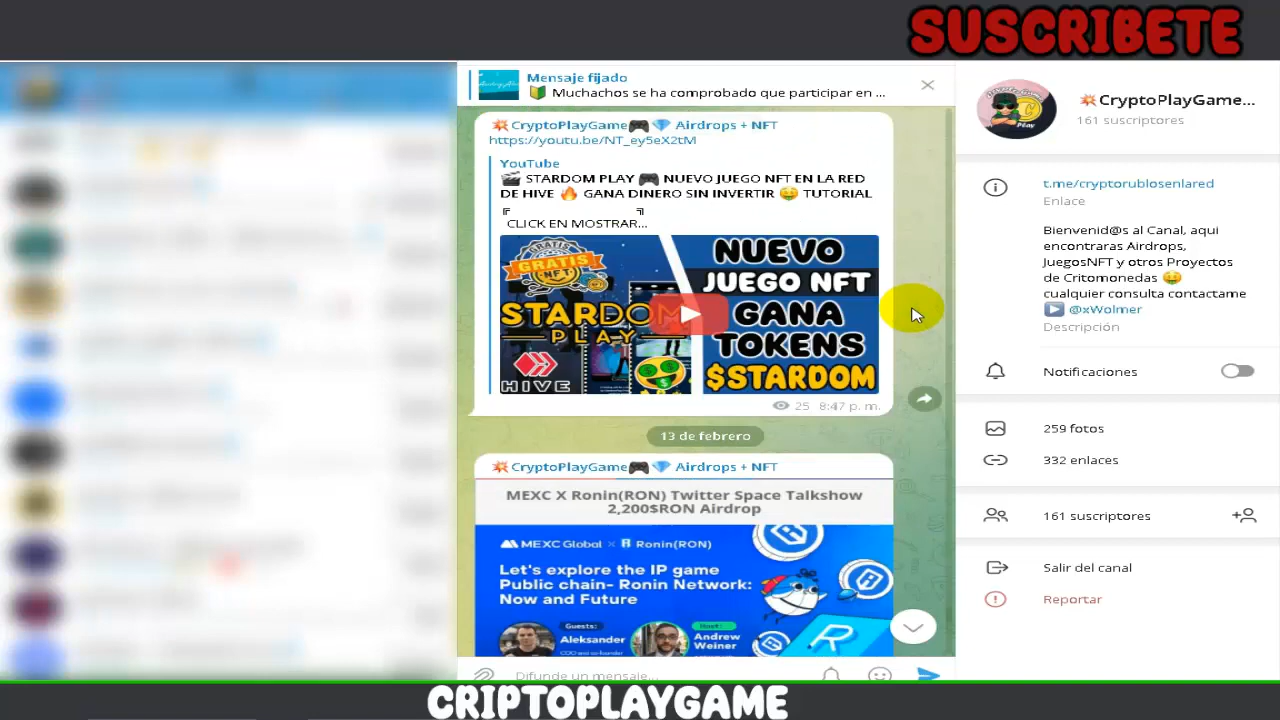 SUSCRIBETE
Mensaje fijado
🔰 Muchachos se ha comprobado que participar en ...
💥CryptoPlayGame🎮💎 Airdrops + NFT
https://youtu.be/NT_ey5eX2tM
YouTube
🎬 STARDOM PLAY 🎮 NUEVO JUEGO NFT EN LA RED
DE HIVE 🔥 GANA DINERO SIN INVERTIR 🤑 TUTORIAL
╔ ╗
CLICK EN MOSTRAR...
GRATIS
NFT
STARDOM
PLAY
HIVE
NUEVO
JUEGO NFT
GANA
TOKENS
$STARDOM
25 8:47 p. m.
13 de febrero
💥CryptoPlayGame🎮💎 Airdrops + NFT
MEXC X Ronin(RON) Twitter Space Talkshow
2,200$RON Airdrop
MEXC Global × Ronin(RON)
Let's explore the IP game
Public chain- Ronin Network:
Now and Future
Guests:
Aleksander
Host:
Andrew
Weiner
Difunde un mensaje...
💥CryptoPlayGame...
161 suscriptores
t.me/cryptorublosenlared
Enlace
Bienvenid@s al Canal, aqui
encontraras Airdrops,
JuegosNFT y otros Proyectos
de Critomonedas 🤑
cualquier consulta contactame
▶️ @xWolmer
Descripción
Notificaciones
259 fotos
332 enlaces
161 suscriptores
Salir del canal
Reportar
CRIPTOPLAYGAME